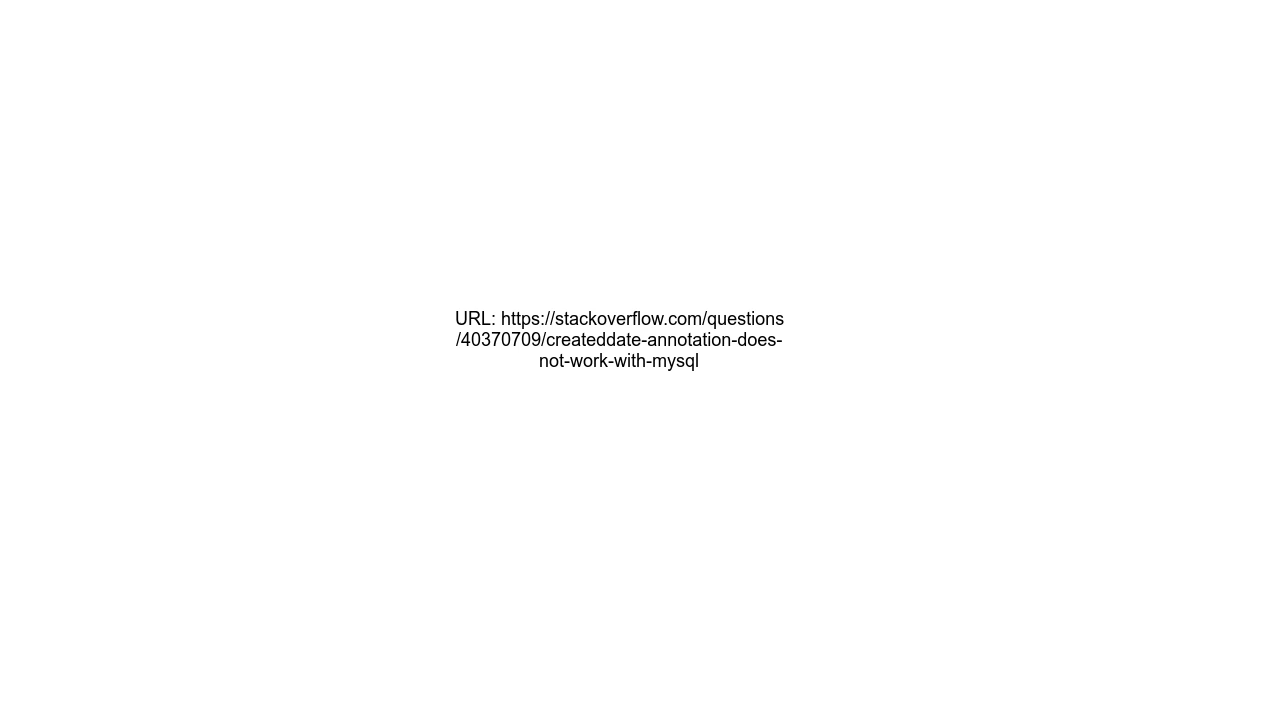 URL: https://stackoverflow.com/questions
/40370709/createddate-annotation-does-
not-work-with-mysql